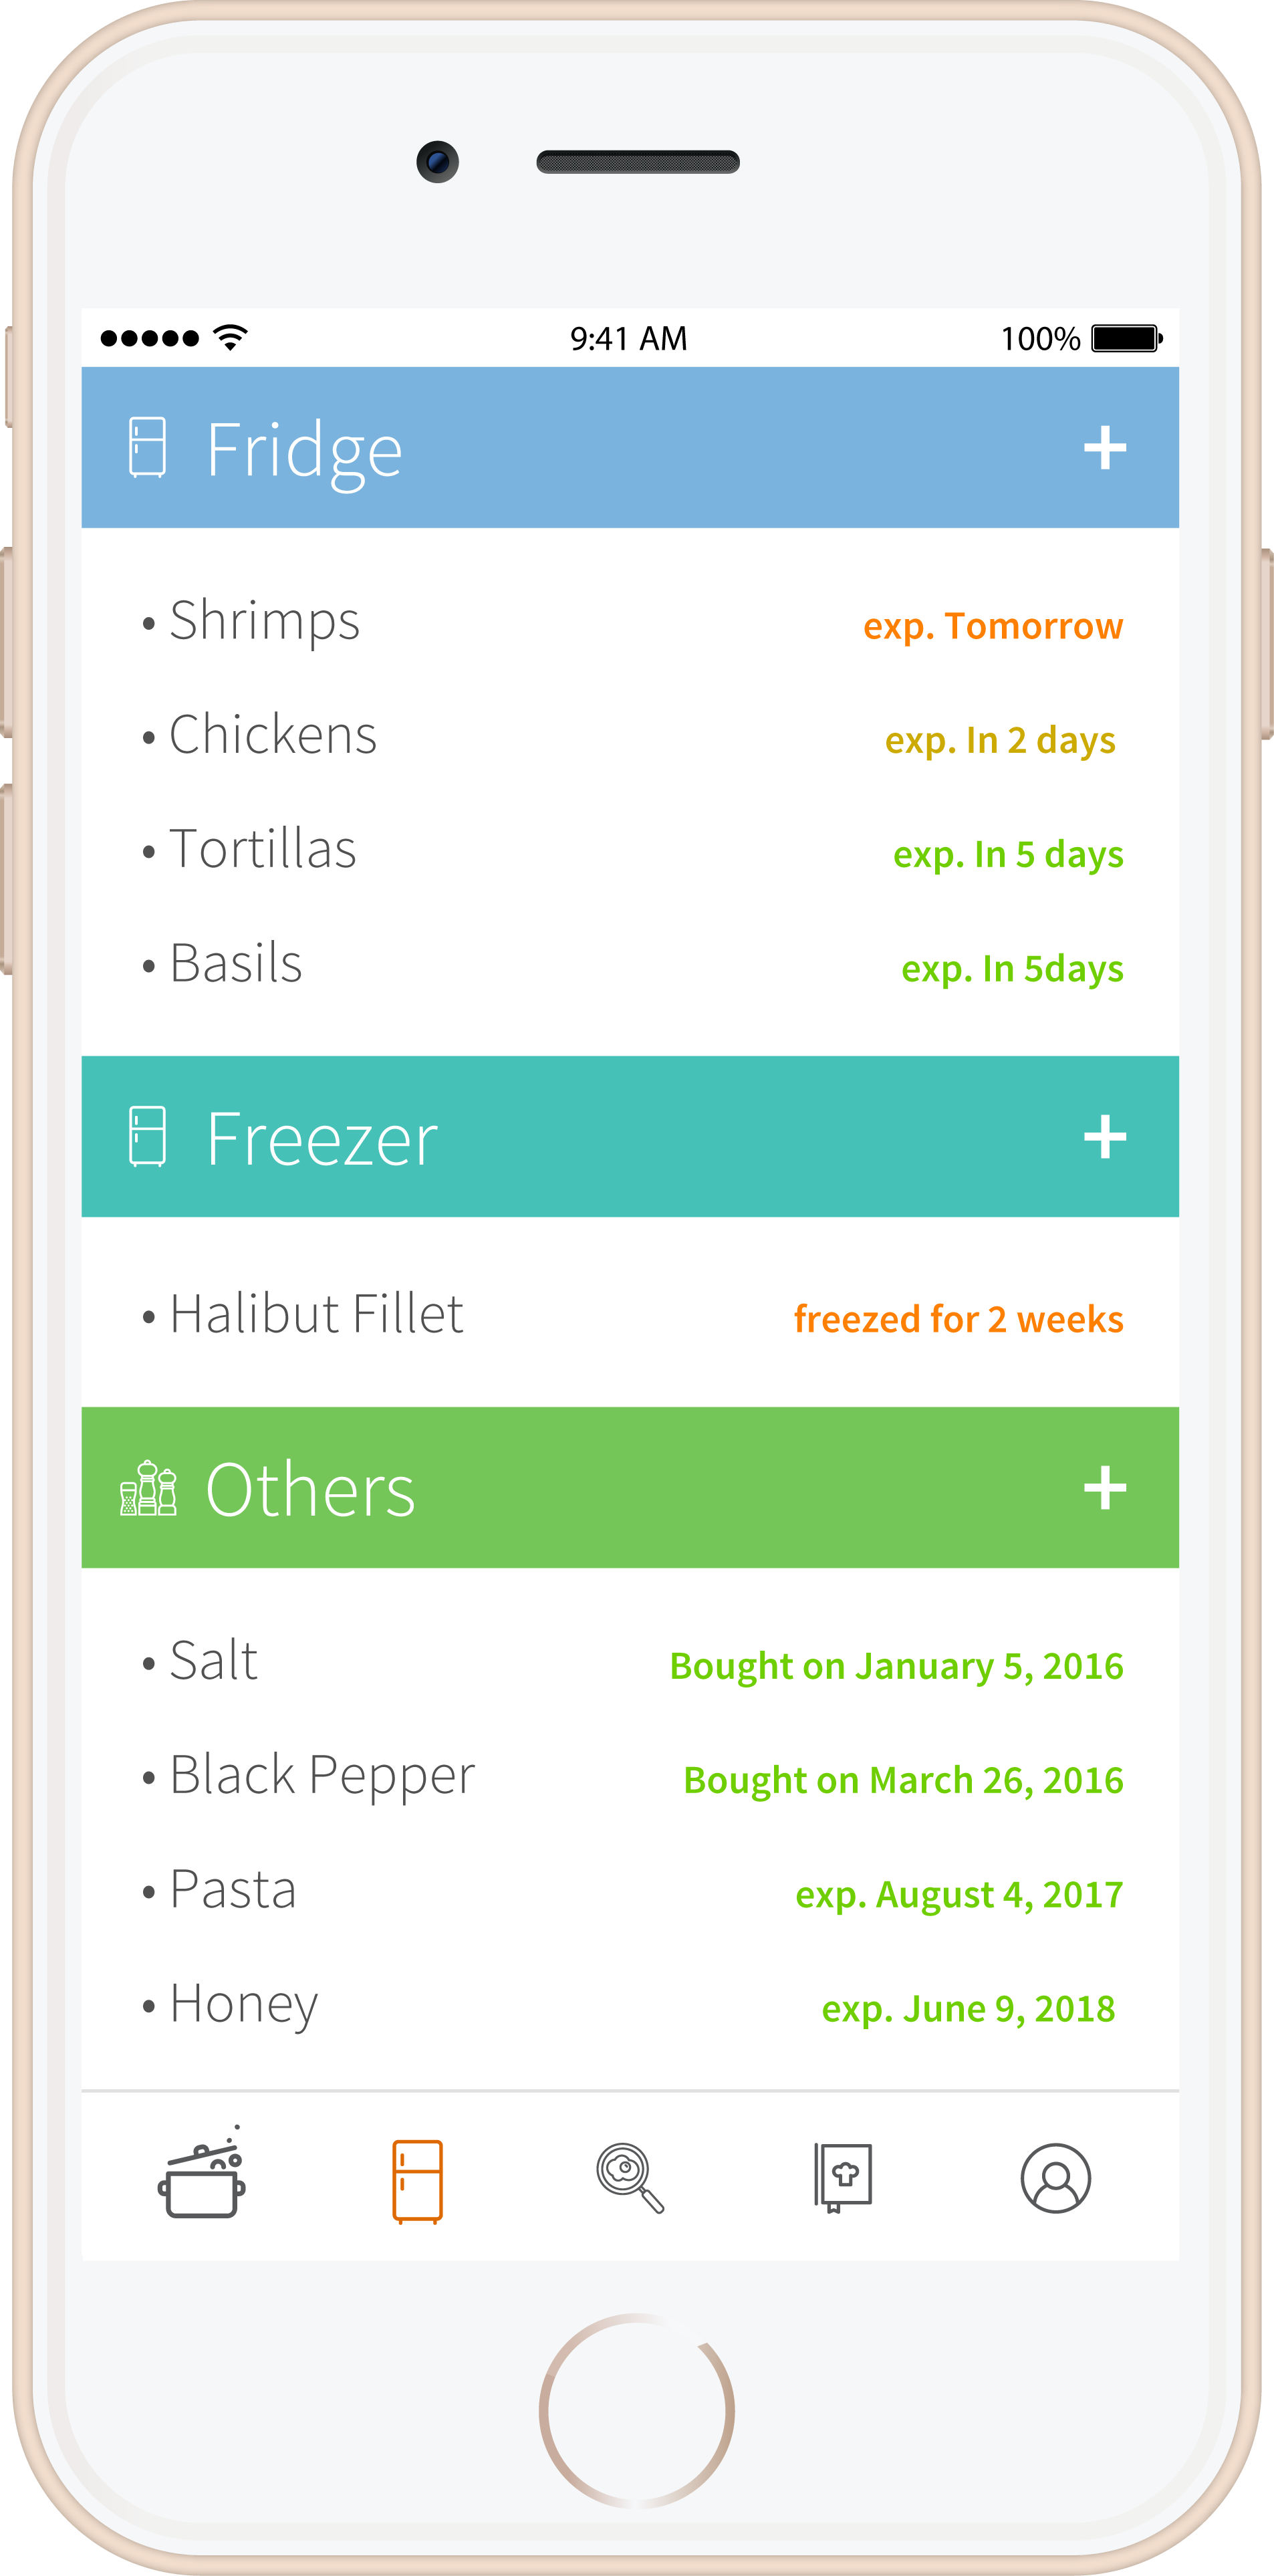 9:41 AM 100%
Fridge +
• Shrimps exp. Tomorrow
• Chickens exp. In 2 days
• Tortillas exp. In 5 days
• Basils exp. In 5days
Freezer +
• Halibut Fillet freezed for 2 weeks
Others +
• Salt Bought on January 5, 2016
• Black Pepper Bought on March 26, 2016
• Pasta exp. August 4, 2017
• Honey exp. June 9, 2018